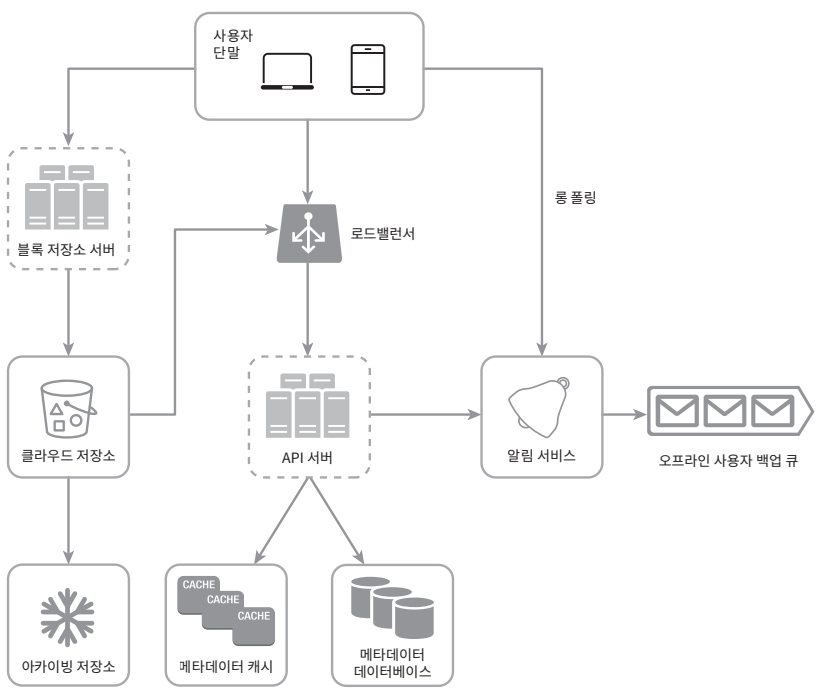 사용자
단말
롱 폴링
블록 저장소 서버
로드밸런서
클라우드 저장소
API 서버
알림 서비스
오프라인 사용자 백업 큐
아카이빙 저장소
CACHE
CACHE
CACHE
메타데이터 캐시
메타데이터
데이터베이스